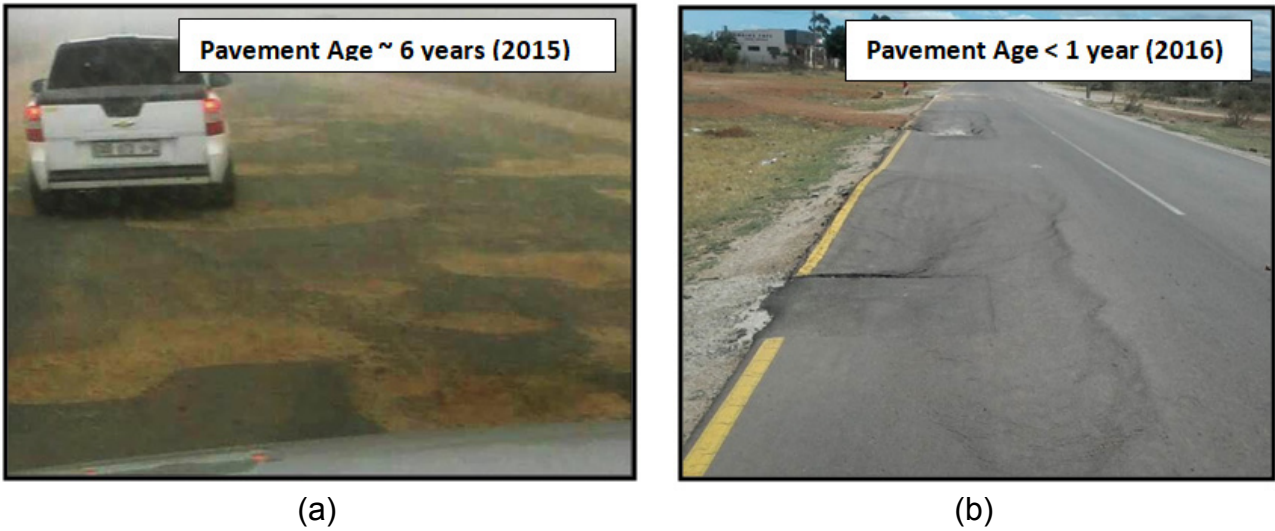 Pavement Age ~ 6 years (2015)
Pavement Age < 1 year (2016)
(a)
(b)